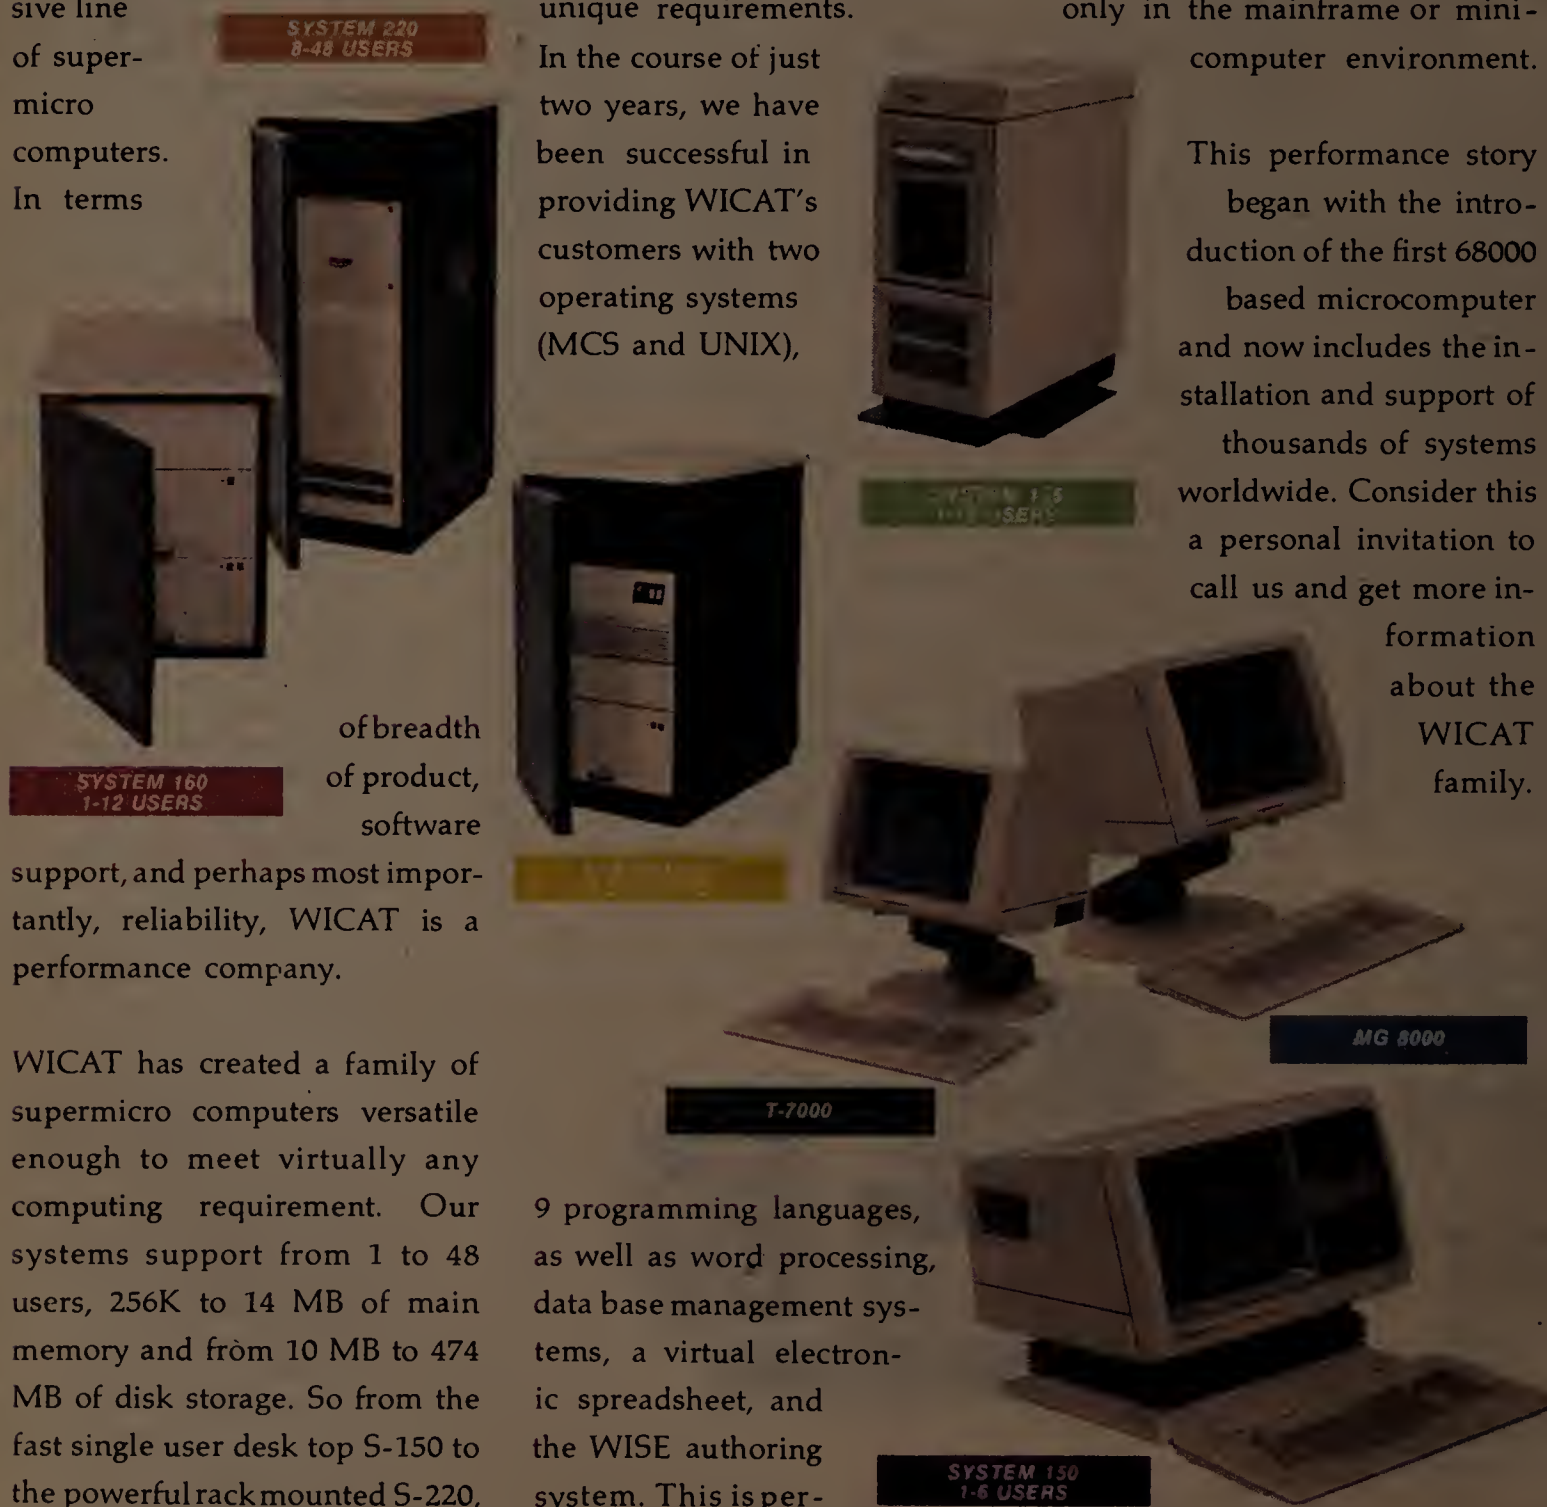 sive line
of super-
micro
computers.
In terms
of breadth
of product,
software
support, and perhaps most impor-
tantly, reliability, WICAT is a
performance company.
WICAT has created a family of
supermicro computers versatile
enough to meet virtually any
computing requirement. Our
systems support from 1 to 48
users, 256K to 14 MB of main
memory and from 10 MB to 474
MB of disk storage. So from the
fast single user desk top S-150 to
the powerful rack mounted S-220,
unique requirements.
In the course of just
two years, we have
been successful in
providing WICAT's
customers with two
operating systems
(MCS and UNIX),
9 programming languages,
as well as word processing,
data base management sys-
tems, a virtual electron-
ic spreadsheet, and
the WISE authoring
system. This is per-
only in the mainframe or mini-
computer environment.
This performance story
began with the intro-
duction of the first 68000
based microcomputer
and now includes the in-
stallation and support of
thousands of systems
worldwide. Consider this
a personal invitation to
call us and get more in-
formation
about the
WICAT
family.
SYSTEM 220
8-48 USERS
SYSTEM 160
1-12 USERS
SYSTEM
USERS
MG 8000
T-7000
SYSTEM 150
1-6 USERS